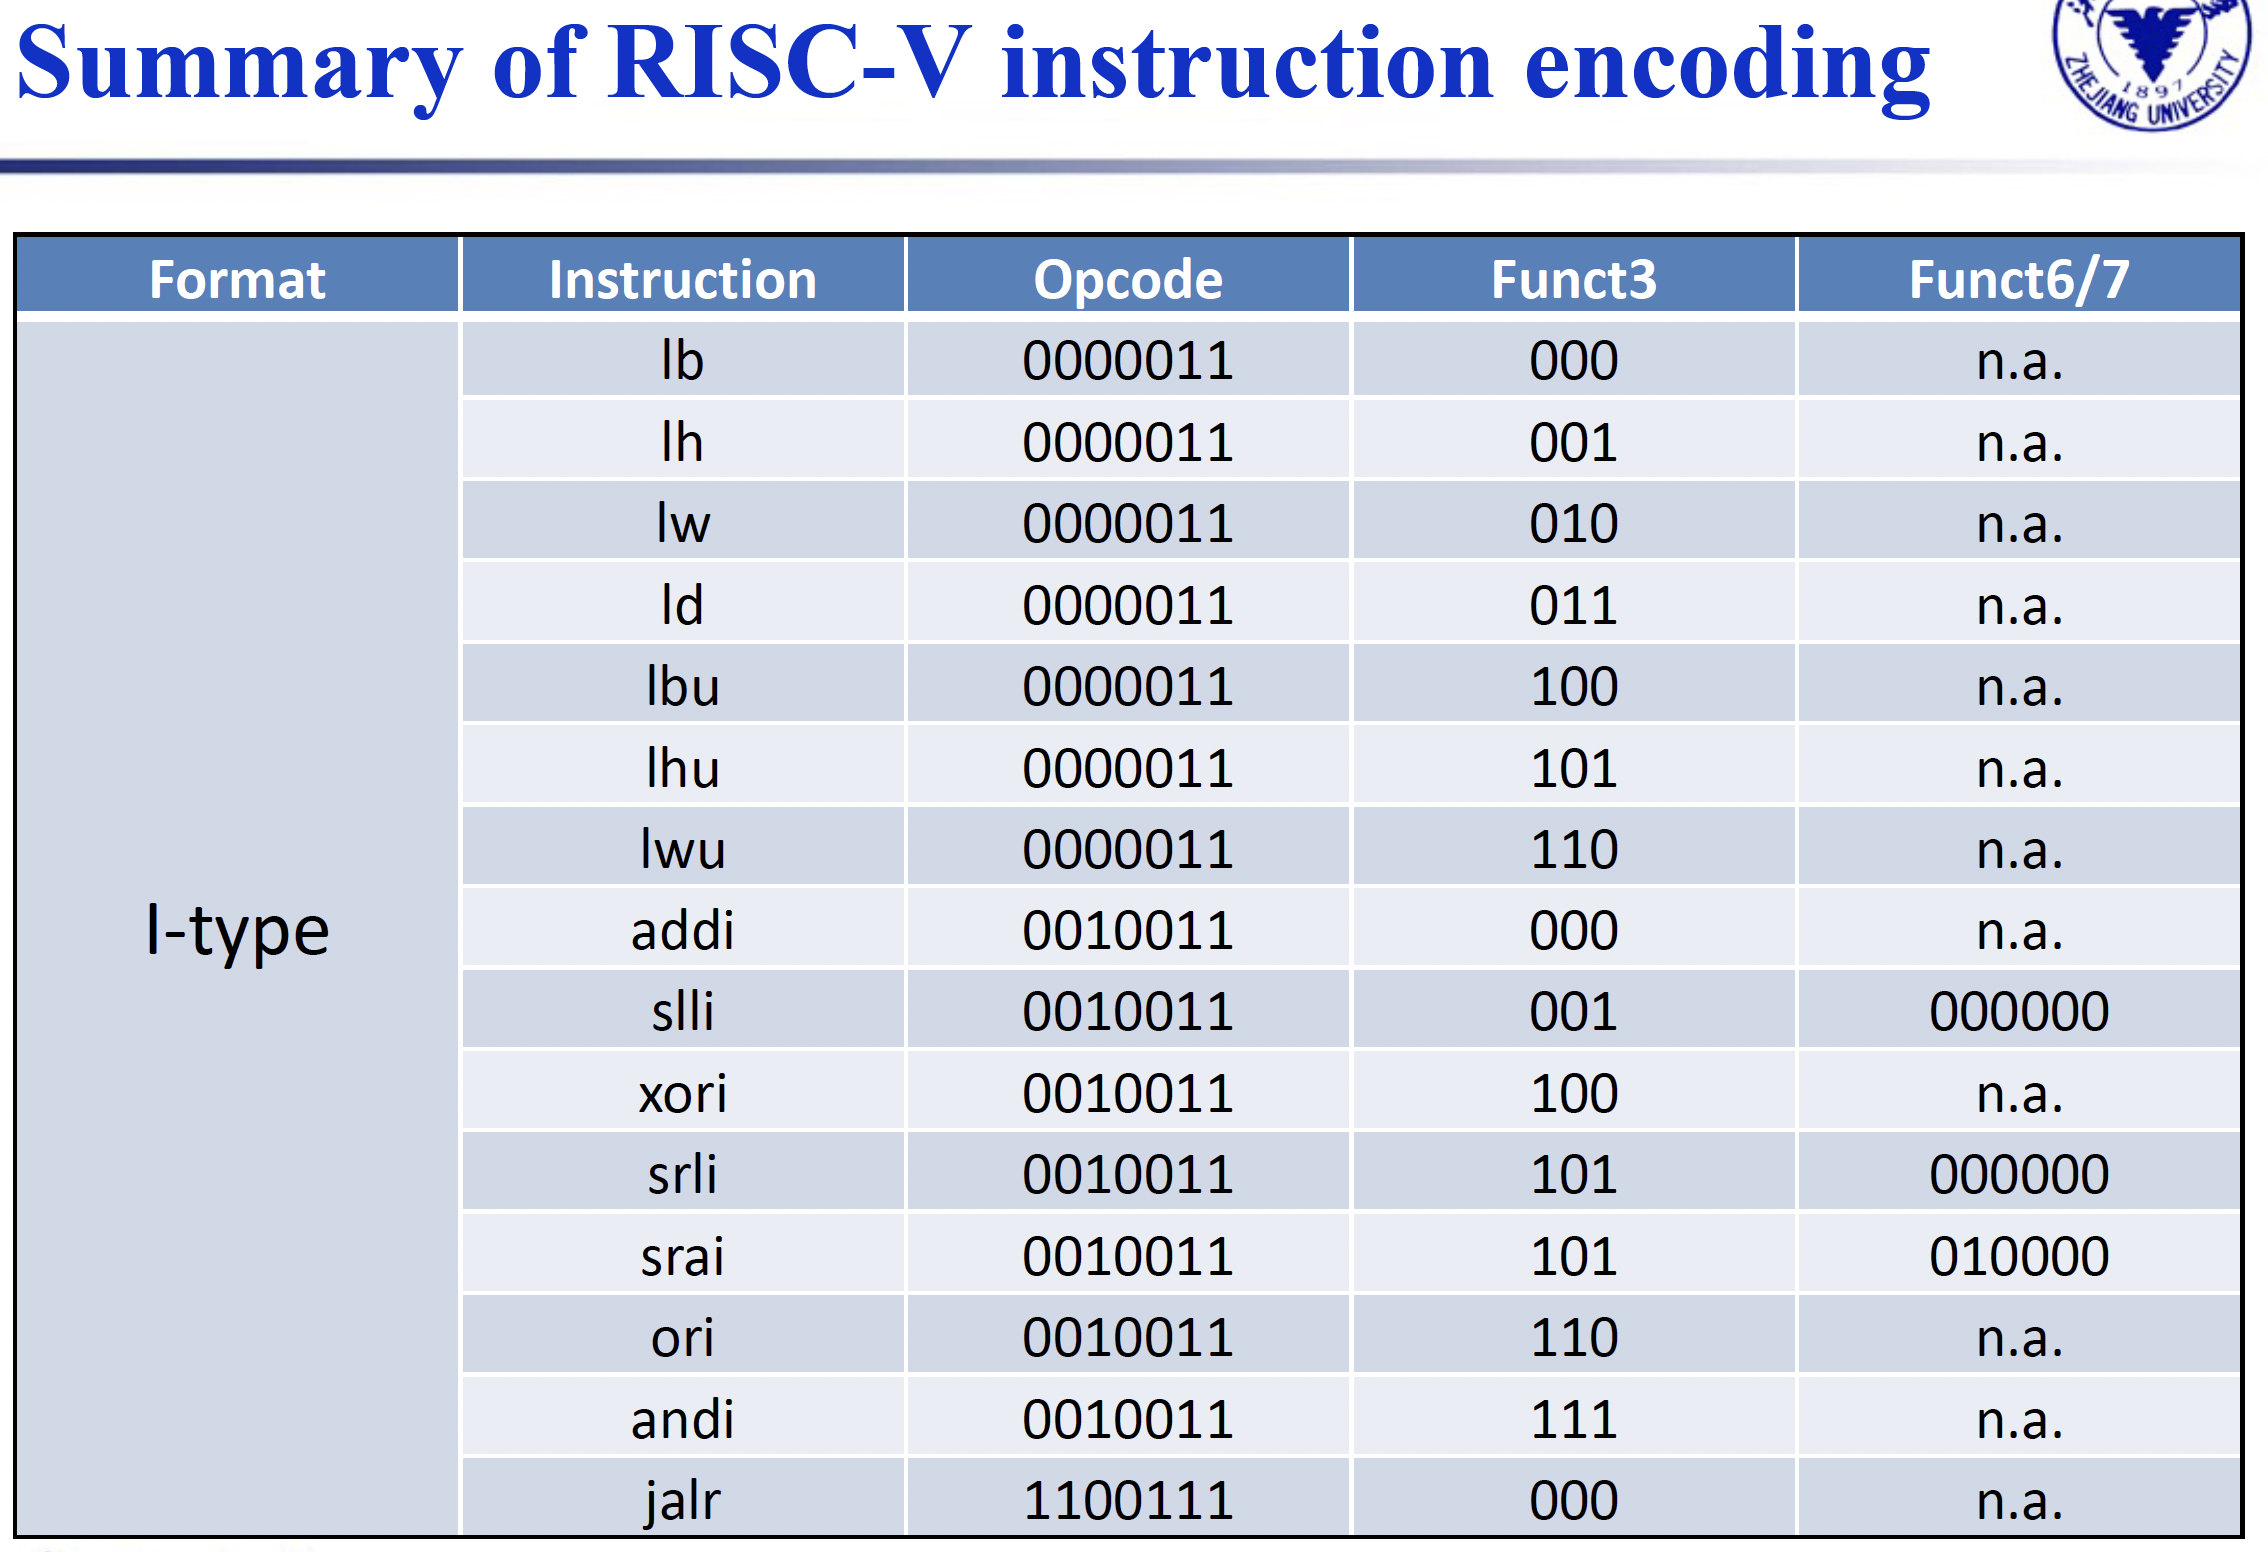 Summary of RISC-V instruction encoding
ZHEJIANG UNIVERSITY
1897
Format Instruction Opcode Funct3 Funct6/7
I-type
lb 0000011 000 n.a.
lh 0000011 001 n.a.
lw 0000011 010 n.a.
ld 0000011 011 n.a.
lbu 0000011 100 n.a.
lhu 0000011 101 n.a.
lwu 0000011 110 n.a.
addi 0010011 000 n.a.
slli 0010011 001 000000
xori 0010011 100 n.a.
srli 0010011 101 000000
srai 0010011 101 010000
ori 0010011 110 n.a.
andi 0010011 111 n.a.
jalr 1100111 000 n.a.